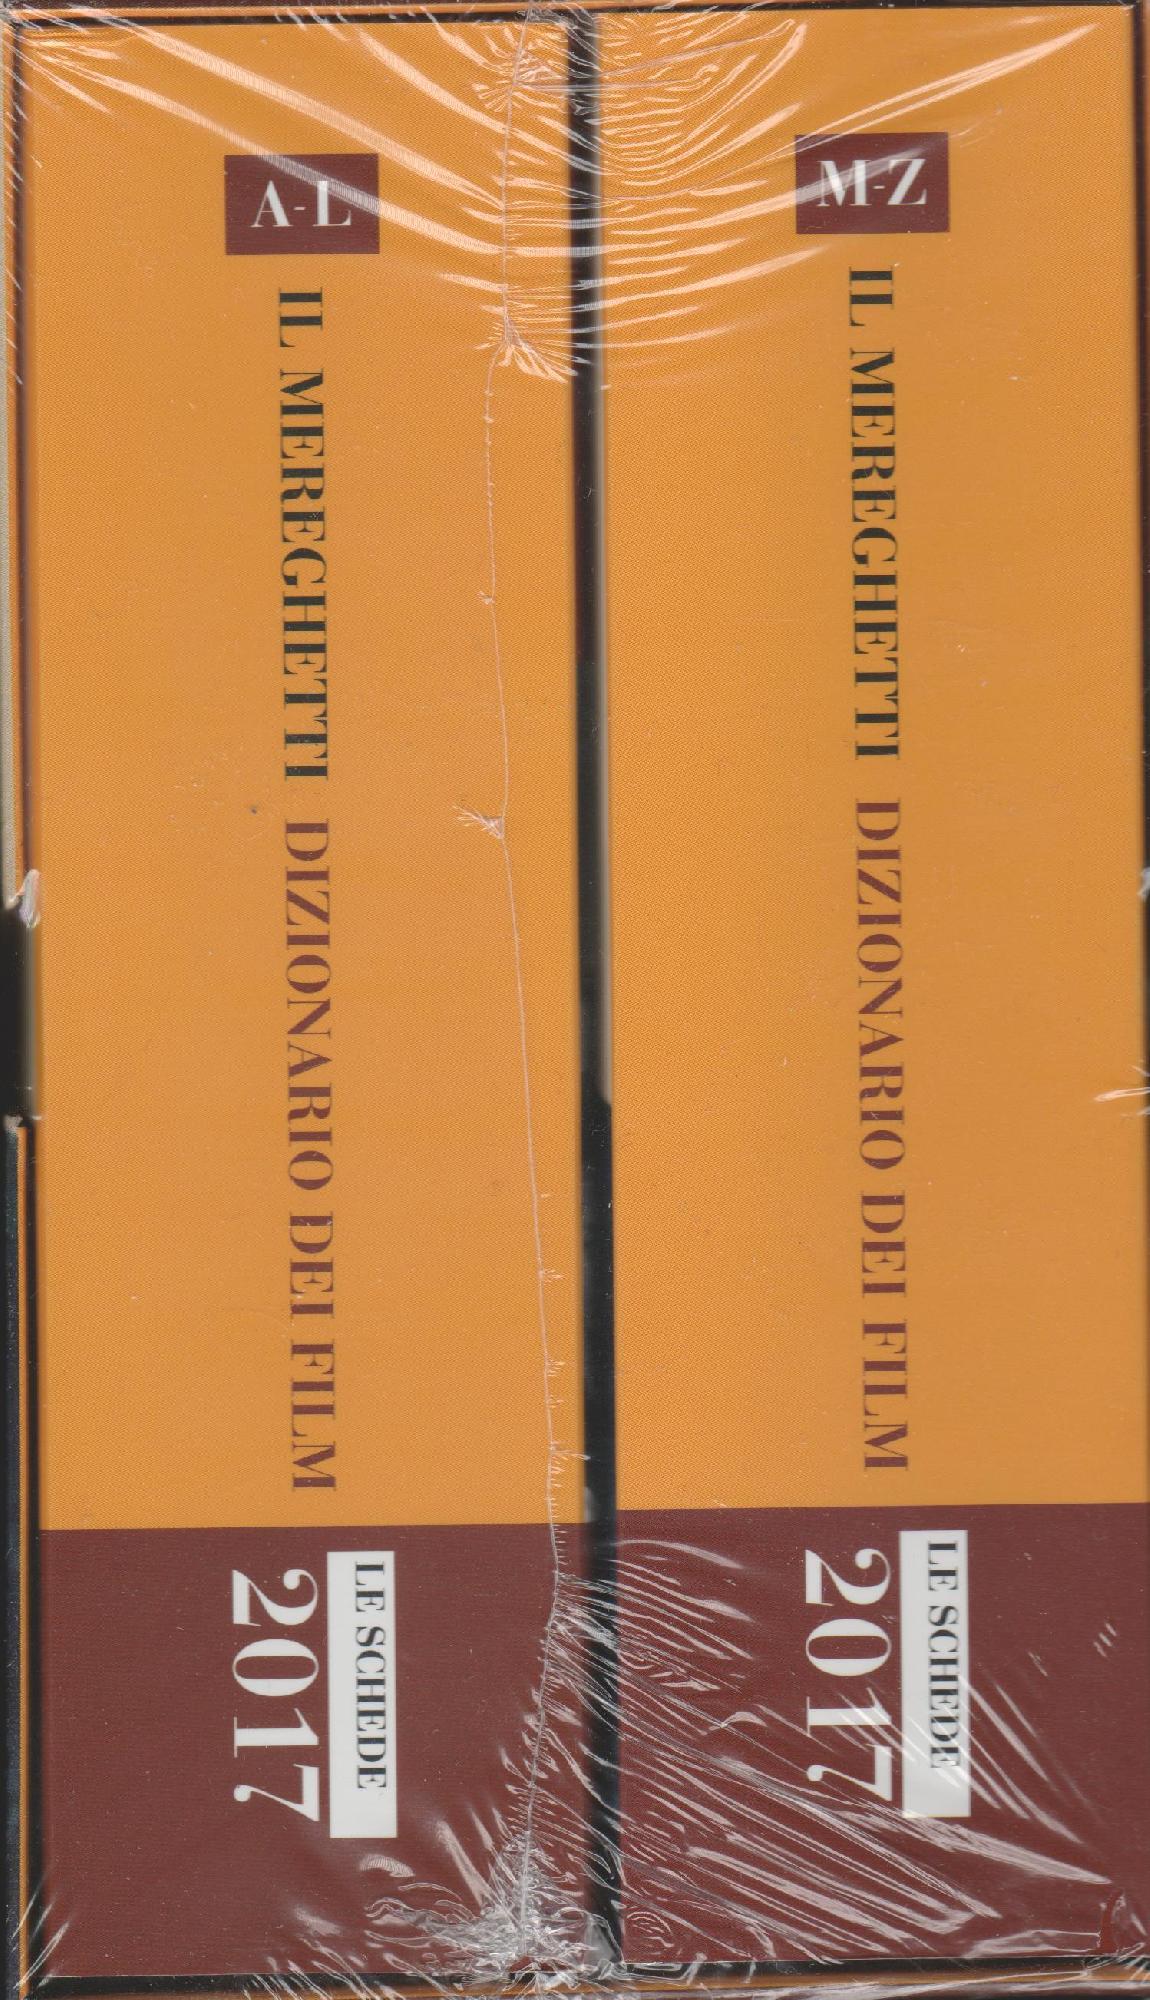 A-L
IL MEREGHETTI DIZIONARIO DEI FILM
LE SCHEDE
2017
M-Z
IL MEREGHETTI DIZIONARIO DEI FILM
LE SCHEDE
2017